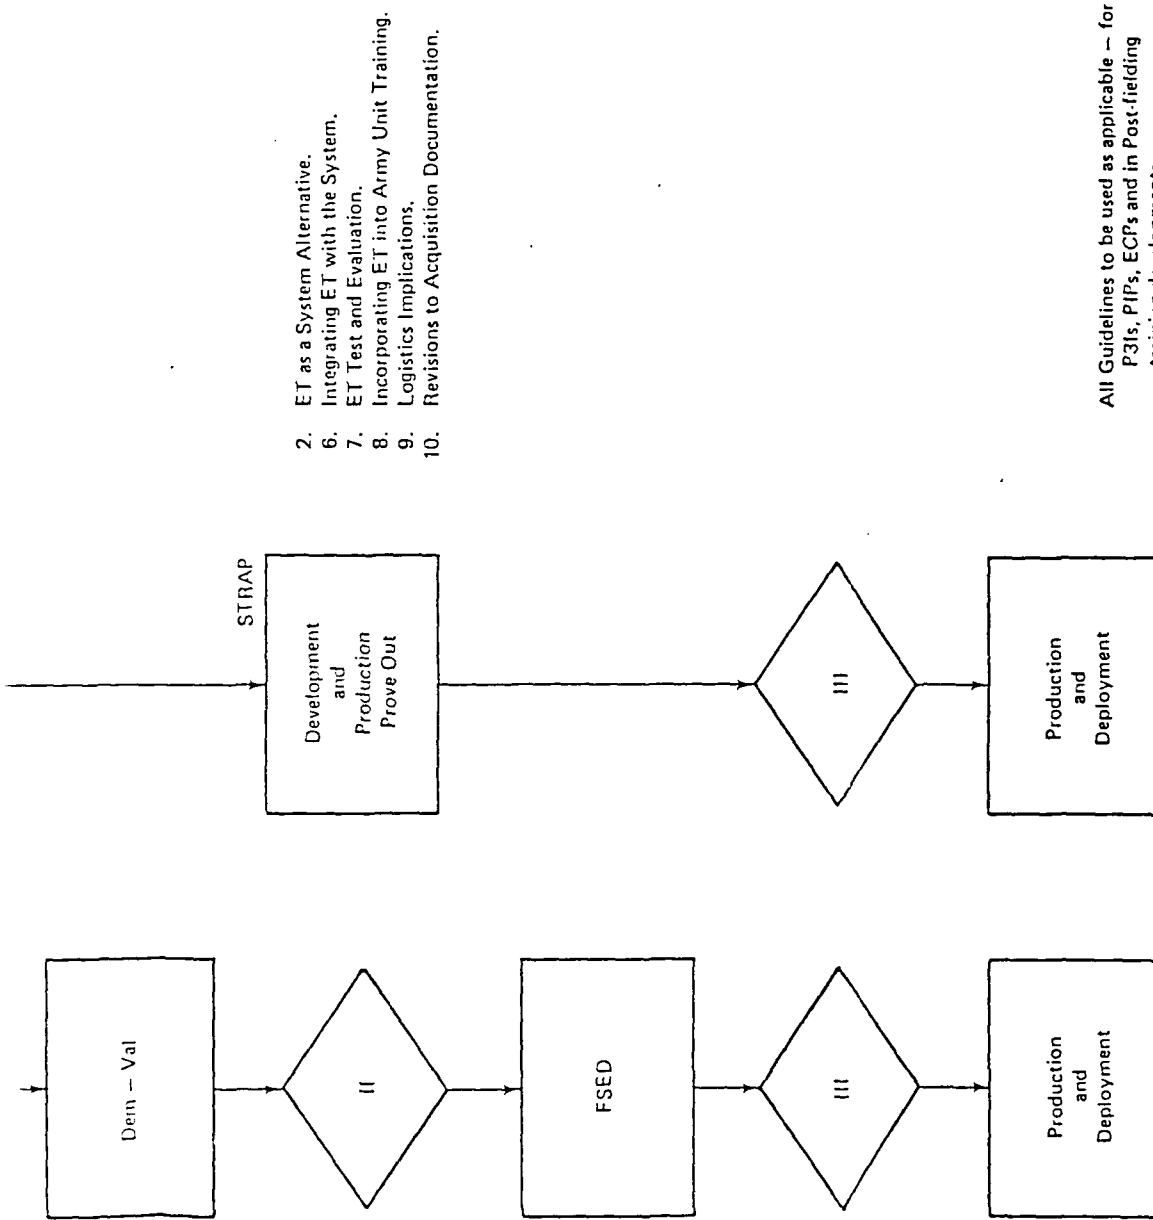 Dem – Val
II
FSED
III
Production
and
Deployment
STRAP
Development
and
Production
Prove Out
III
Production
and
Deployment
2. ET as a System Alternative.
6. Integrating ET with the System.
7. ET Test and Evaluation.
8. Incorporating ET into Army Unit Training.
9. Logistics Implications.
10. Revisions to Acquisition Documentation.
All Guidelines to be used as applicable – for
P3Is, PIPs, ECPs and in Post-fielding